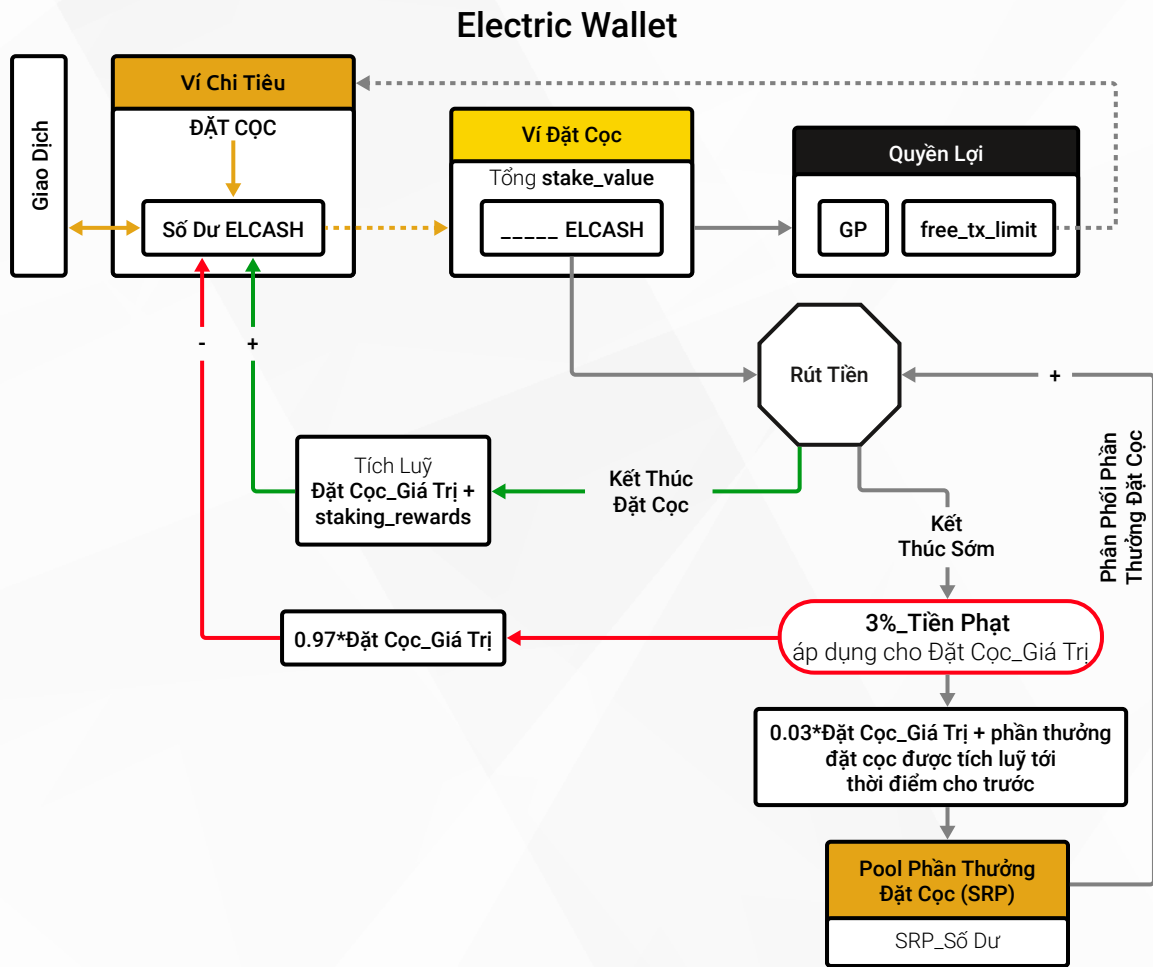 Electric Wallet
Giao Dịch
Ví Chi Tiêu
ĐẶT CỌC
Số Dư ELCASH
Ví Đặt Cọc
Tổng stake_value
_____ ELCASH
Quyền Lợi
GP
free_tx_limit
-
+
Rút Tiền
+
Phân Phối Phần
Thưởng Đặt Cọc
Tích Luỹ
Đặt Cọc_Giá Trị +
staking_rewards
Kết Thúc
Đặt Cọc
Kết
Thúc Sớm
0.97*Đặt Cọc_Giá Trị
3%_Tiền Phạt
áp dụng cho Đặt Cọc_Giá Trị
0.03*Đặt Cọc_Giá Trị + phần thưởng
đặt cọc được tích luỹ tới
thời điểm cho trước
Pool Phần Thưởng
Đặt Cọc (SRP)
SRP_Số Dư